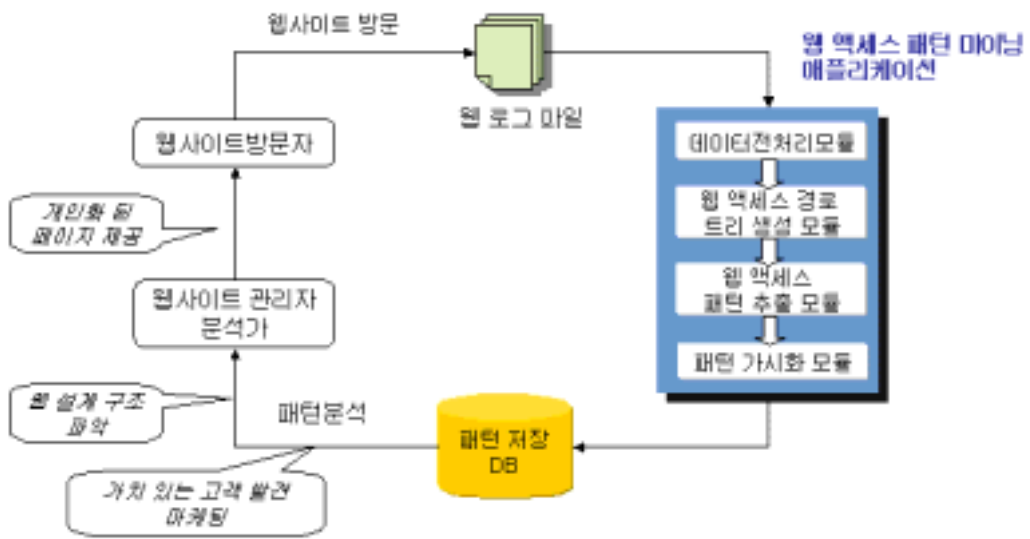 웹사이트 방문
웹 로그 파일
웹 액세스 패턴 마이닝
애플리케이션
데이터전처리모듈
웹 액세스 경로
트리 생성 모듈
웹 액세스
패턴 추출 모듈
패턴 가시화 모듈
웹사이트방문자
개인화 된
페이지 제공
웹사이트 관리자
분석가
웹 설계 구조
파악
패턴분석
패턴 저장
DB
가치 있는 고객 발견
마케팅